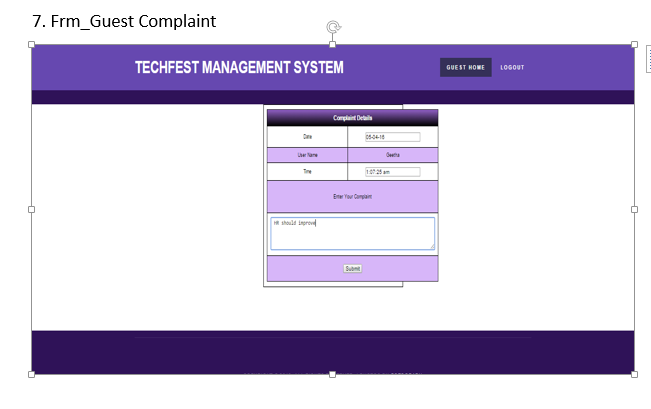 7. Frm_Guest Complaint
TECHFEST MANAGEMENT SYSTEM
GUEST HOME
LOGOUT
Complaint Details
Date 05-04-16
User Name Geetha
Time 1:07:25 am
Enter Your Complaint
HR should improve
Submit